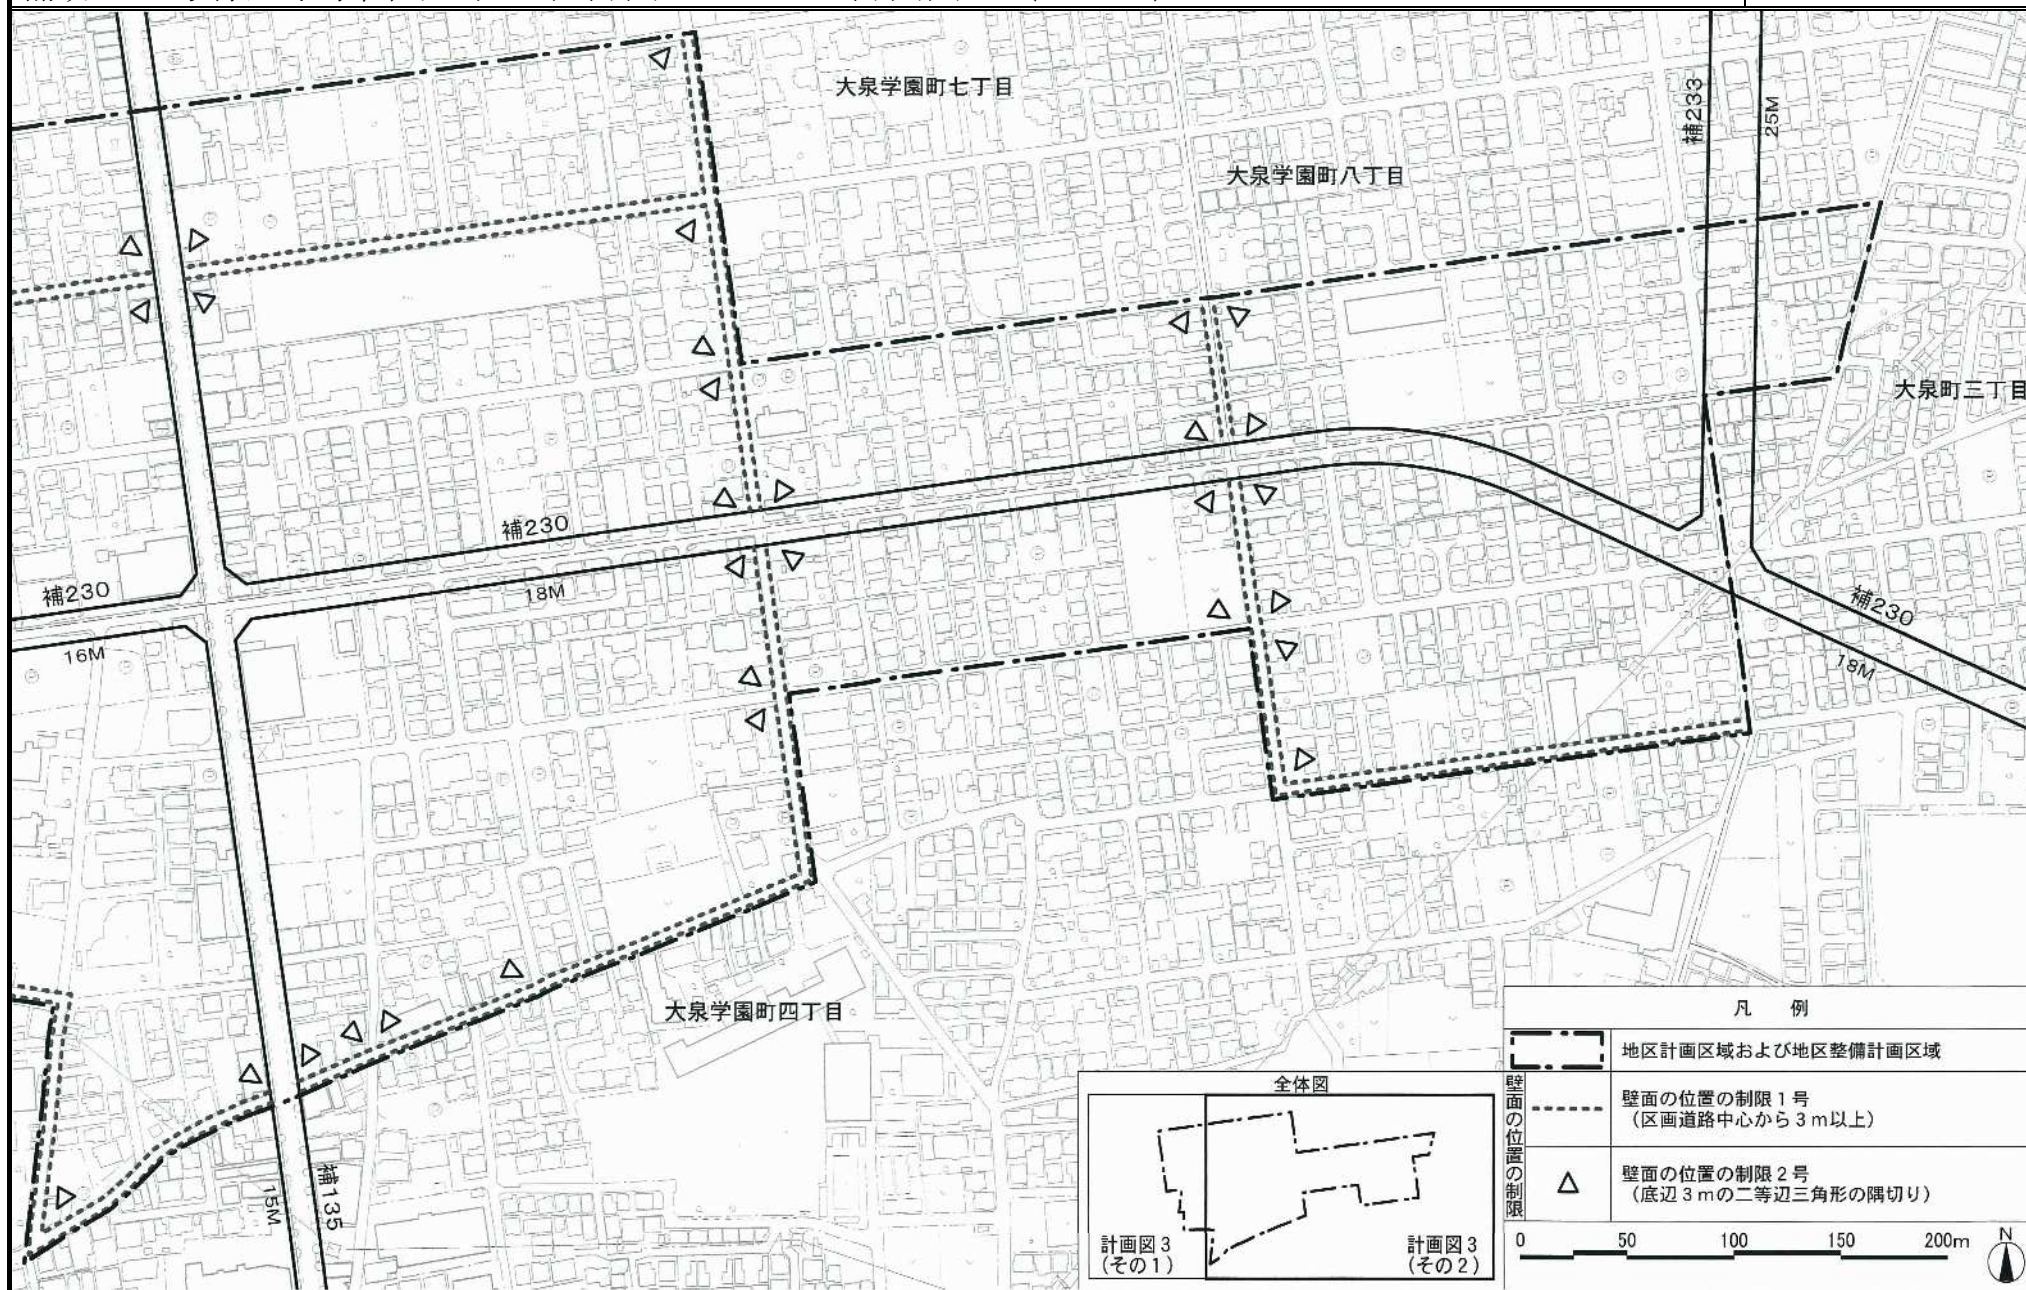 大泉学園町七丁目
補233
25M
大泉学園町八丁目
大泉町三丁目
補230
補230
18M
16M
補230
18M
大泉学園町四丁目
補135
15M
凡 例
地区計画区域および地区整備計画区域
壁面の位置の制限
壁面の位置の制限1号
(区画道路中心から3m以上)
壁面の位置の制限2号
(底辺3mの二等辺三角形の隅切り)
全体図
計画図3
(その1)
計画図3
(その2)
0 50 100 150 200m
N